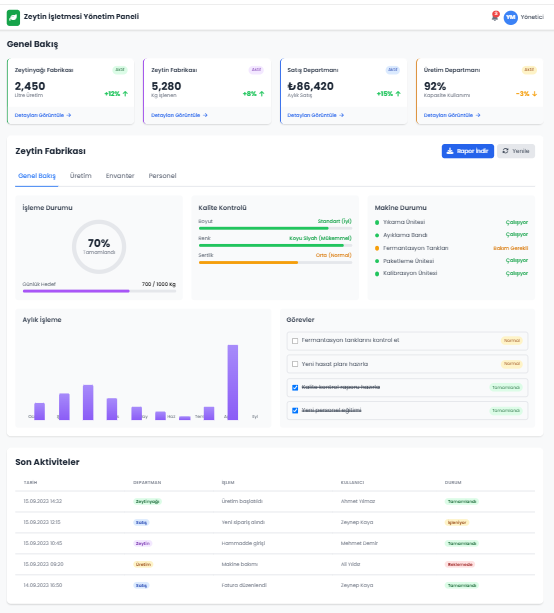 Zeytin İşletmesi Yönetim Paneli
YM Yönetici
Genel Bakış
Zeytinyağı Fabrikası Aktif
2,450
Litre Üretim +12% ↑
Detayları Görüntüle →
Zeytin Fabrikası Aktif
5,280
Kg İşlenen +8% ↑
Detayları Görüntüle →
Satış Departmanı Aktif
₺86,420
Aylık Satış +15% ↑
Detayları Görüntüle →
Üretim Departmanı Aktif
92%
Kapasite Kullanımı -3% ↓
Detayları Görüntüle →
Zeytin Fabrikası
Rapor İndir Yenile
Genel Bakış Üretim Envanter Personel
İşleme Durumu
70%
Tamamlandı
Günlük Hedef 700 / 1000 Kg
Kalite Kontrolü
Boyut Standart (İyi)
Renk Koyu Siyah (Mükemmel)
Sertlik Orta (Normal)
Makine Durumu
Yıkama Ünitesi Çalışıyor
Ayıklama Bandı Çalışıyor
Fermantasyon Tankları Bakım Gerekli
Paketleme Ünitesi Çalışıyor
Kalibrasyon Ünitesi Çalışıyor
Aylık İşleme
Haz Eyl
Görevler
Fermantasyon tanklarını kontrol et Normal
Yeni hasat planı hazırla Normal
Kalite kontrol raporu hazırla Tamamlandı
Yeni personel eğitimi Tamamlandı
Son Aktiviteler
TARİH DEPARTMAN İŞLEM KULLANICI DURUM
15.09.2023 14:32 Zeytinyağı Üretim başlatıldı Ahmet Yılmaz Tamamlandı
15.09.2023 13:15 Satış Yeni sipariş alındı Zeynep Kaya İşleniyor
15.09.2023 10:45 Zeytin Hammadde girişi Mehmet Demir Tamamlandı
15.09.2023 09:20 Üretim Makine bakımı Ali Yıldız Beklemede
14.09.2023 16:50 Satış Fatura düzenlendi Zeynep Kaya Tamamlandı